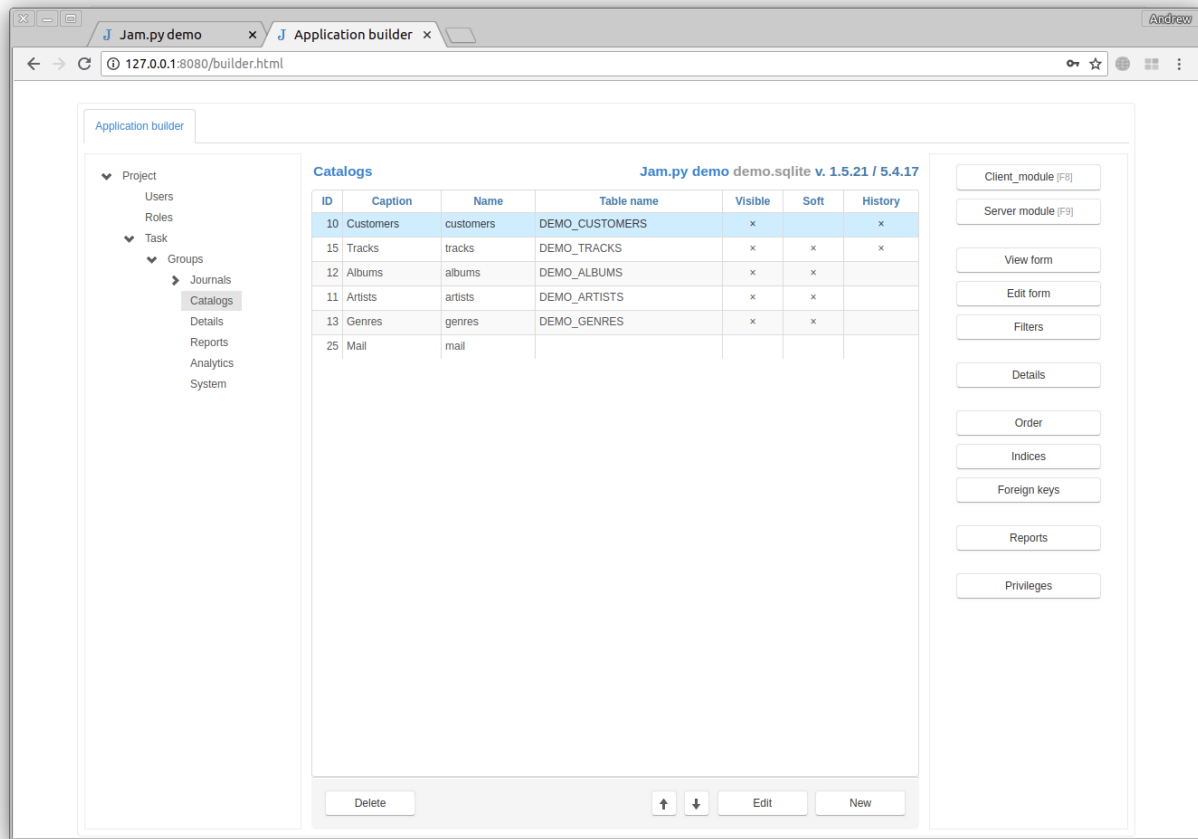 Andrew
Jam.py demo
Application builder
127.0.0.1:8080/builder.html
Application builder
Project
Users
Roles
Task
Groups
Journals
Catalogs
Details
Reports
Analytics
System
Catalogs Jam.py demo demo.sqlite v. 1.5.21 / 5.4.17
ID Caption Name Table name Visible Soft History
10 Customers customers DEMO_CUSTOMERS × ×
15 Tracks tracks DEMO_TRACKS × × ×
12 Albums albums DEMO_ALBUMS × ×
11 Artists artists DEMO_ARTISTS × ×
13 Genres genres DEMO_GENRES × ×
25 Mail mail
Delete Edit New
Client_module [F8]
Server module [F9]
View form
Edit form
Filters
Details
Order
Indices
Foreign keys
Reports
Privileges